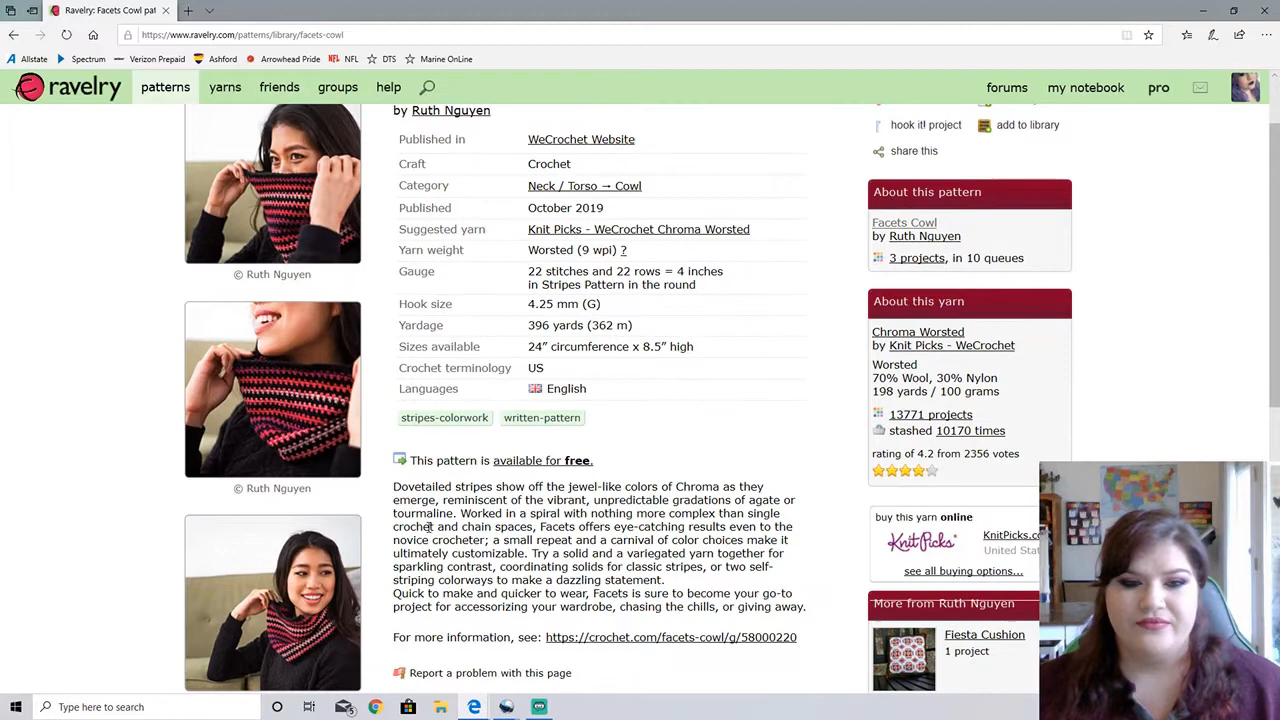 Ravelry: Facets Cowl pat
https://www.ravelry.com/patterns/library/facets-cowl
Allstate Spectrum Verizon Prepaid Ashford Arrowhead Pride NFL DTS Marine OnLine
ravelry patterns yarns friends groups help forums my notebook pro
by Ruth Nguyen
Published in WeCrochet Website
Craft Crochet
Category Neck / Torso → Cowl
Published October 2019
Suggested yarn Knit Picks - WeCrochet Chroma Worsted
Yarn weight Worsted (9 wpi) ?
Gauge 22 stitches and 22 rows = 4 inches
in Stripes Pattern in the round
Hook size 4.25 mm (G)
Yardage 396 yards (362 m)
Sizes available 24" circumference x 8.5" high
Crochet terminology US
Languages English
stripes-colorwork written-pattern
This pattern is available for free.
Dovetailed stripes show off the jewel-like colors of Chroma as they
emerge, reminiscent of the vibrant, unpredictable gradations of agate or
tourmaline. Worked in a spiral with nothing more complex than single
crochet and chain spaces, Facets offers eye-catching results even to the
novice crocheter; a small repeat and a carnival of color choices make it
ultimately customizable. Try a solid and a variegated yarn together for
sparkling contrast, coordinating solids for classic stripes, or two self-
striping colorways to make a dazzling statement.
Quick to make and quicker to wear, Facets is sure to become your go-to
project for accessorizing your wardrobe, chasing the chills, or giving away.
For more information, see: https://crochet.com/facets-cowl/g/58000220
Report a problem with this page
© Ruth Nguyen
© Ruth Nguyen
hook it! project add to library
share this
About this pattern
Facets Cowl
by Ruth Nguyen
3 projects, in 10 queues
About this yarn
Chroma Worsted
by Knit Picks - WeCrochet
Worsted
70% Wool, 30% Nylon
198 yards / 100 grams
13771 projects
stashed 10170 times
rating of 4.2 from 2356 votes
buy this yarn online
KnitPicks KnitPicks.
United State
see all buying options...
More from Ruth Nguyen
Fiesta Cushion
1 project
Type here to search
5